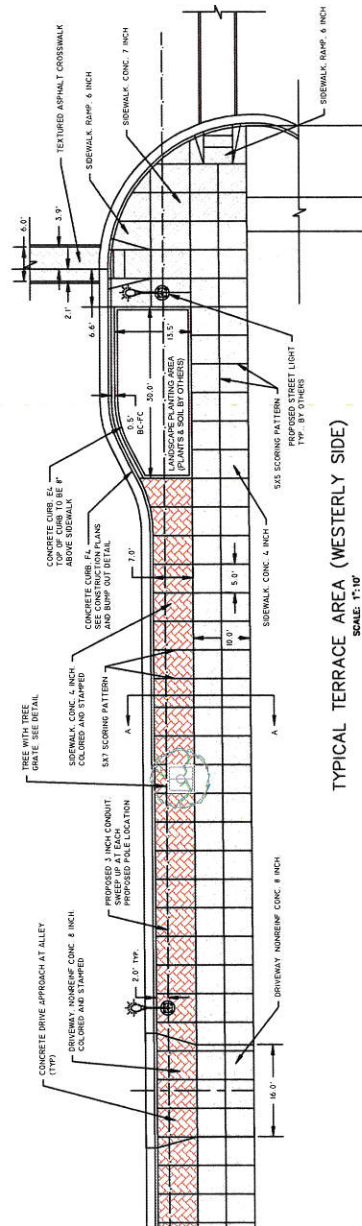 CONCRETE DRIVE APPROACH AT ALLEY
(TYP)
DRIVEWAY. NONREINF CONC 8 INCH.
COLORED AND STAMPED
2.0' TYP.
PROPOSED 3 INCH CONDUIT.
SWEEP UP AT EACH
PROPOSED POLE LOCATION
TREE WITH TREE
GRATE SEE DETAIL
A
5X7 SCORING PATTERN
SIDEWALK. CONC. 4 INCH.
COLORED AND STAMPED
CONCRETE CURB. F4
SEE CONSTRUCTION PLANS
AND BUMP OUT DETAIL
CONCRETE CURB. E4
TOP OF CURB TO BE 8"
ABOVE SIDEWALK
7.0'
0.5'
BC-FC
30.0'
13.5'
LANDSCAPE PLANTING AREA
(PLANTS & SOIL BY OTHERS)
6.6'
2.1'
6.0'
3.9'
TEXTURED ASPHALT CROSSWALK
SIDEWALK. RAMP. 6 INCH
SIDEWALK. CONC. 7 INCH
16.0'
DRIVEWAY. NONREINF CONC. 8 INCH
A
10.0'
5.0'
SIDEWALK. CONC. 4 INCH
5X5 SCORING PATTERN
PROPOSED STREET LIGHT
TYP. BY OTHERS
SIDEWALK. RAMP. 6 INCH
TYPICAL TERRACE AREA (WESTERLY SIDE)
SCALE: 1":10'